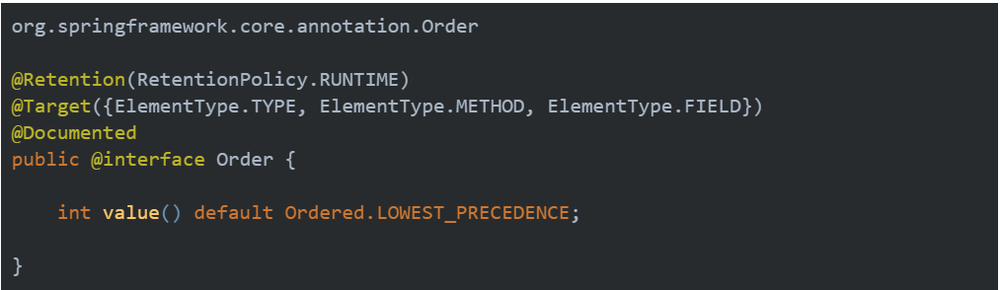 org.springframework.core.annotation.Order
@Retention(RetentionPolicy.RUNTIME)
@Target({ElementType.TYPE, ElementType.METHOD, ElementType.FIELD})
@Documented
public @interface Order {
int value() default Ordered.LOWEST_PRECEDENCE;
}